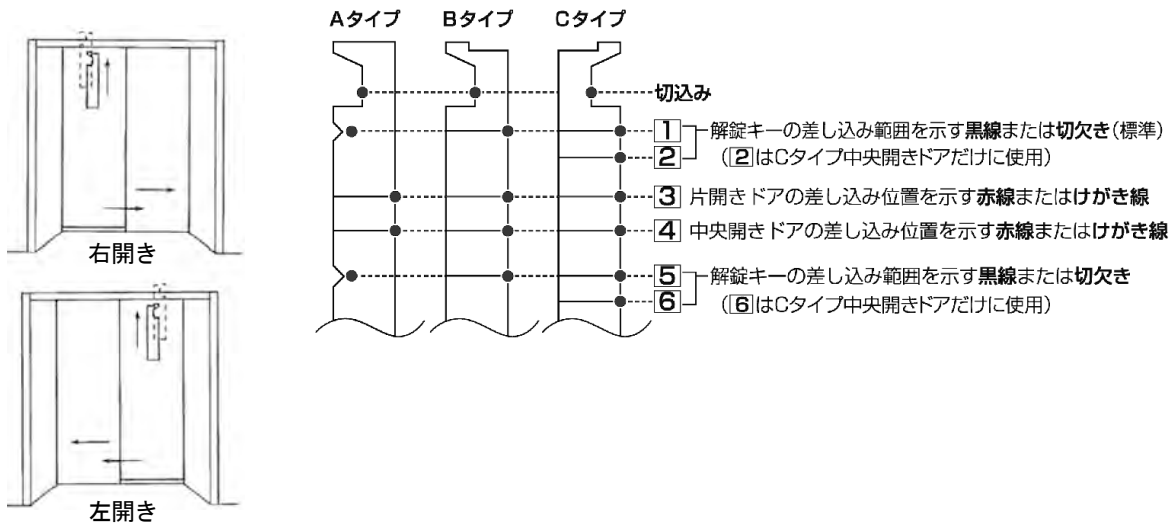 Aタイプ Bタイプ Cタイプ
切込み
1 解錠キーの差し込み範囲を示す黒線または切欠き(標準)
2 (2はCタイプ中央開きドアだけに使用)
3 片開きドアの差し込み位置を示す赤線またはけがき線
4 中央開きドアの差し込み位置を示す赤線またはけがき線
5 解錠キーの差し込み範囲を示す黒線または切欠き
6 (6はCタイプ中央開きドアだけに使用)
右開き
左開き